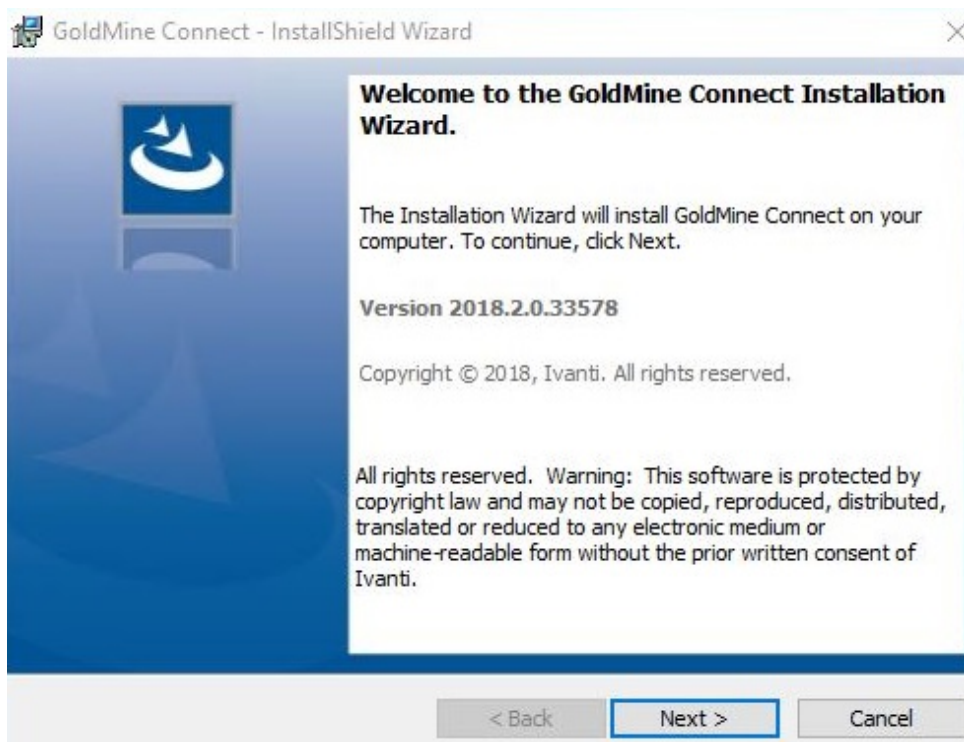 GoldMine Connect - InstallShield Wizard
Welcome to the GoldMine Connect Installation
Wizard.
The Installation Wizard will install GoldMine Connect on your
computer. To continue, click Next.
Version 2018.2.0.33578
Copyright © 2018, Ivanti. All rights reserved.
All rights reserved.  Warning:  This software is protected by
copyright law and may not be copied, reproduced, distributed,
translated or reduced to any electronic medium or
machine-readable form without the prior written consent of
Ivanti.
< Back
Next >
Cancel